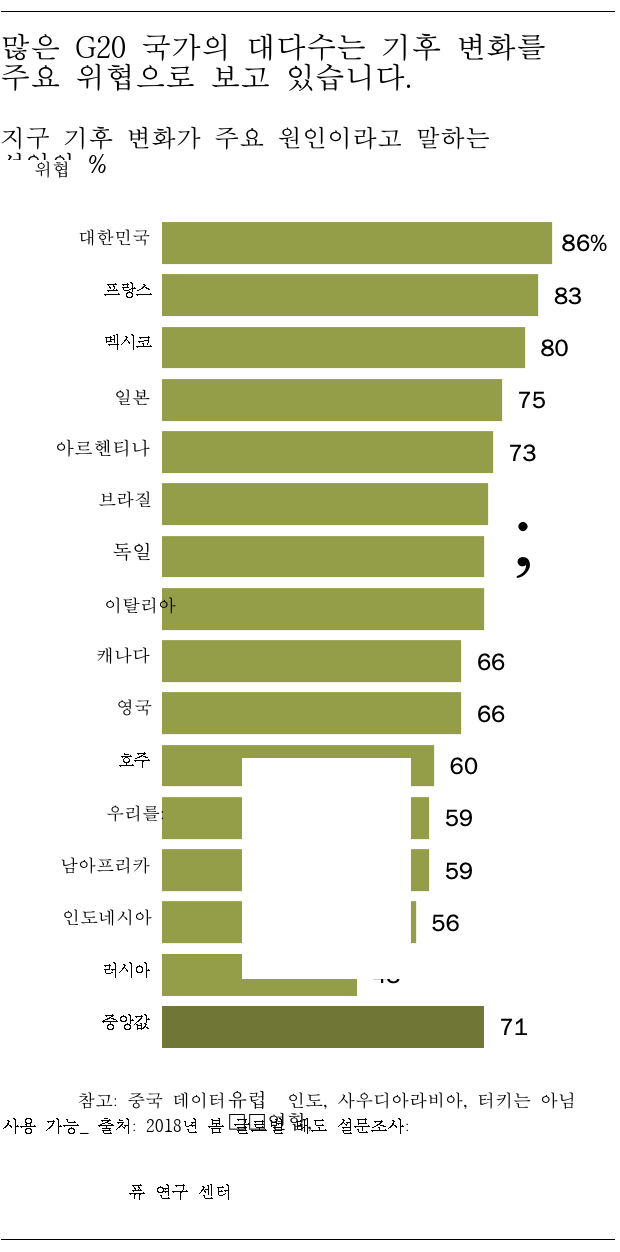 많은 G20 국가의 대다수는 기후 변화를
주요 위협으로 보고 있습니다.
지구 기후 변화가 주요 원인이라고 말하는
위협 %
대한민국 86%
프랑스 83
멕시코 80
일본 75
아르헨티나 73
브라질
독일
이탈리아
캐나다 66
영국 66
호주 60
우리를: 59
남아프리카 59
인도네시아 56
러시아
중앙값 71
참고: 중국 데이터유럽 인도, 사우디아라비아, 터키는 아님
사용 가능_ 출처: 2018년 봄 글로벌 태도 설문조사:
퓨 연구 센터